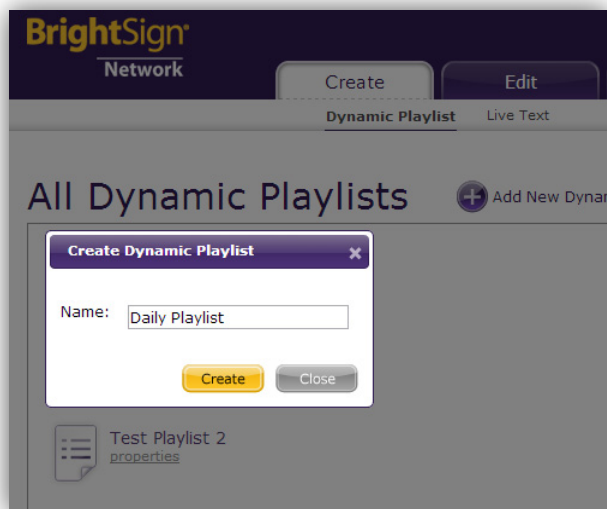 BrightSign®
Network
Create
Edit
Dynamic Playlist
Live Text
All Dynamic Playlists
Add New Dynam
Create Dynamic Playlist
Name:
Daily Playlist
Create
Close
Test Playlist 2
properties